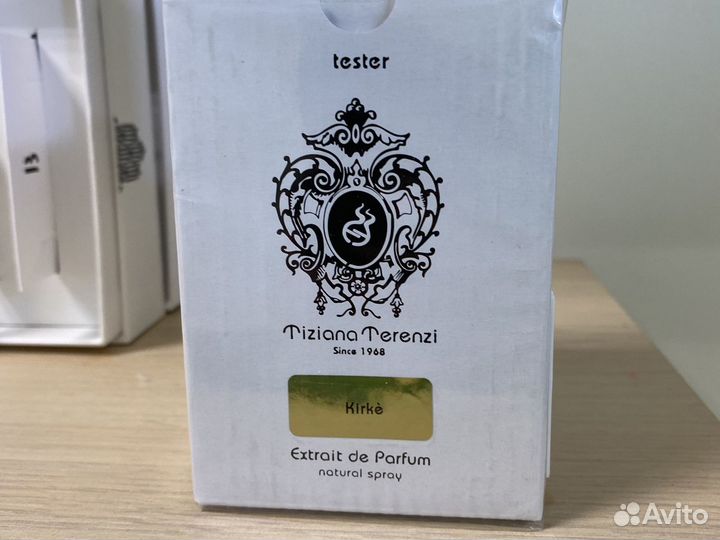 tester
Tiziana Terenzi
Since 1968
Kirkè
Extrait de Parfum
natural spray
13
Avito